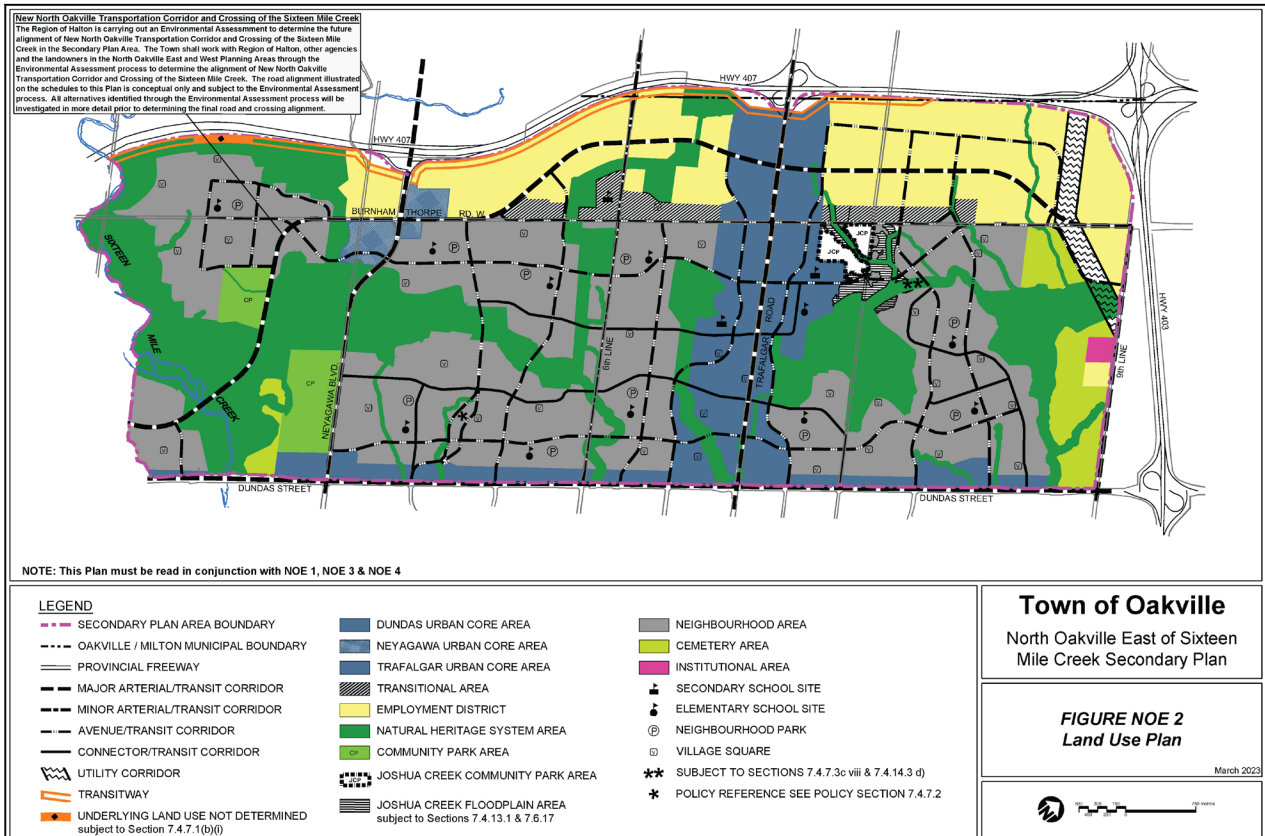 New North Oakville Transportation Corridor and Crossing of the Sixteen Mile Creek
The Region of Halton is carrying out an Environmental Assessmment to determine the future
alignment of New North Oakville Transportation Corridor and Crossing of the Sixteen Mile
Creek in the Secondary Plan Area. The Town shall work with Region of Halton, other agencies
and the landowners in the North Oakville East and West Planning Areas through the
Environmental Assessment process to determine the alignment of New North Oakville
Transportation Corridor and Crossing of the Sixteen Mile Creek. The road alignment illustrated
on the schedules to this Plan is conceptual only and subject to the Environmental Assessment
process. All alternatives identified through the Environmental Assessment process will be
investigated in more detail prior to determining the final road and crossing alignment.
HWY 407
HWY 407
BURNHAM THORPE RD. W
SIXTEEN
MILE
CREEK
CP
CP
NEYAGAWA BLVD
6th LINE
TRAFALGAR ROAD
JCP
JCP
HWY 403
9th LINE
DUNDAS STREET
DUNDAS STREET
NOTE: This Plan must be read in conjunction with NOE 1, NOE 3 & NOE 4
LEGEND
SECONDARY PLAN AREA BOUNDARY
OAKVILLE / MILTON MUNICIPAL BOUNDARY
PROVINCIAL FREEWAY
MAJOR ARTERIAL/TRANSIT CORRIDOR
MINOR ARTERIAL/TRANSIT CORRIDOR
AVENUE/TRANSIT CORRIDOR
CONNECTOR/TRANSIT CORRIDOR
UTILITY CORRIDOR
TRANSITWAY
UNDERLYING LAND USE NOT DETERMINED
subject to Section 7.4.7.1(b)(i)
DUNDAS URBAN CORE AREA
NEYAGAWA URBAN CORE AREA
TRAFALGAR URBAN CORE AREA
TRANSITIONAL AREA
EMPLOYMENT DISTRICT
NATURAL HERITAGE SYSTEM AREA
CP COMMUNITY PARK AREA
JCP JOSHUA CREEK COMMUNITY PARK AREA
JOSHUA CREEK FLOODPLAIN AREA
subject to Sections 7.4.13.1 & 7.6.17
NEIGHBOURHOOD AREA
CEMETERY AREA
INSTITUTIONAL AREA
SECONDARY SCHOOL SITE
ELEMENTARY SCHOOL SITE
P NEIGHBOURHOOD PARK
V VILLAGE SQUARE
** SUBJECT TO SECTIONS 7.4.7.3c viii & 7.4.14.3 d)
* POLICY REFERENCE SEE POLICY SECTION 7.4.7.2
Town of Oakville
North Oakville East of Sixteen
Mile Creek Secondary Plan
FIGURE NOE 2
Land Use Plan
March 2023